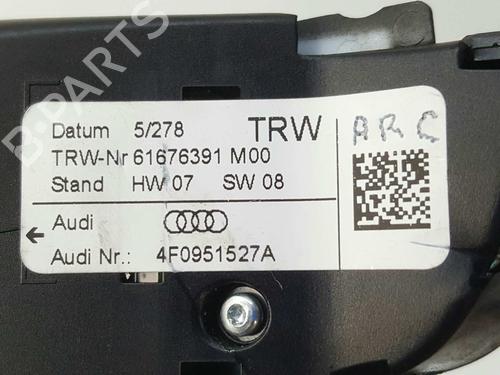 B-PARTS
Datum 5/278 TRW
TRW-Nr 61676391 M00
Stand HW 07 SW 08
Audi
Audi Nr.: 4F0951527A
ARC